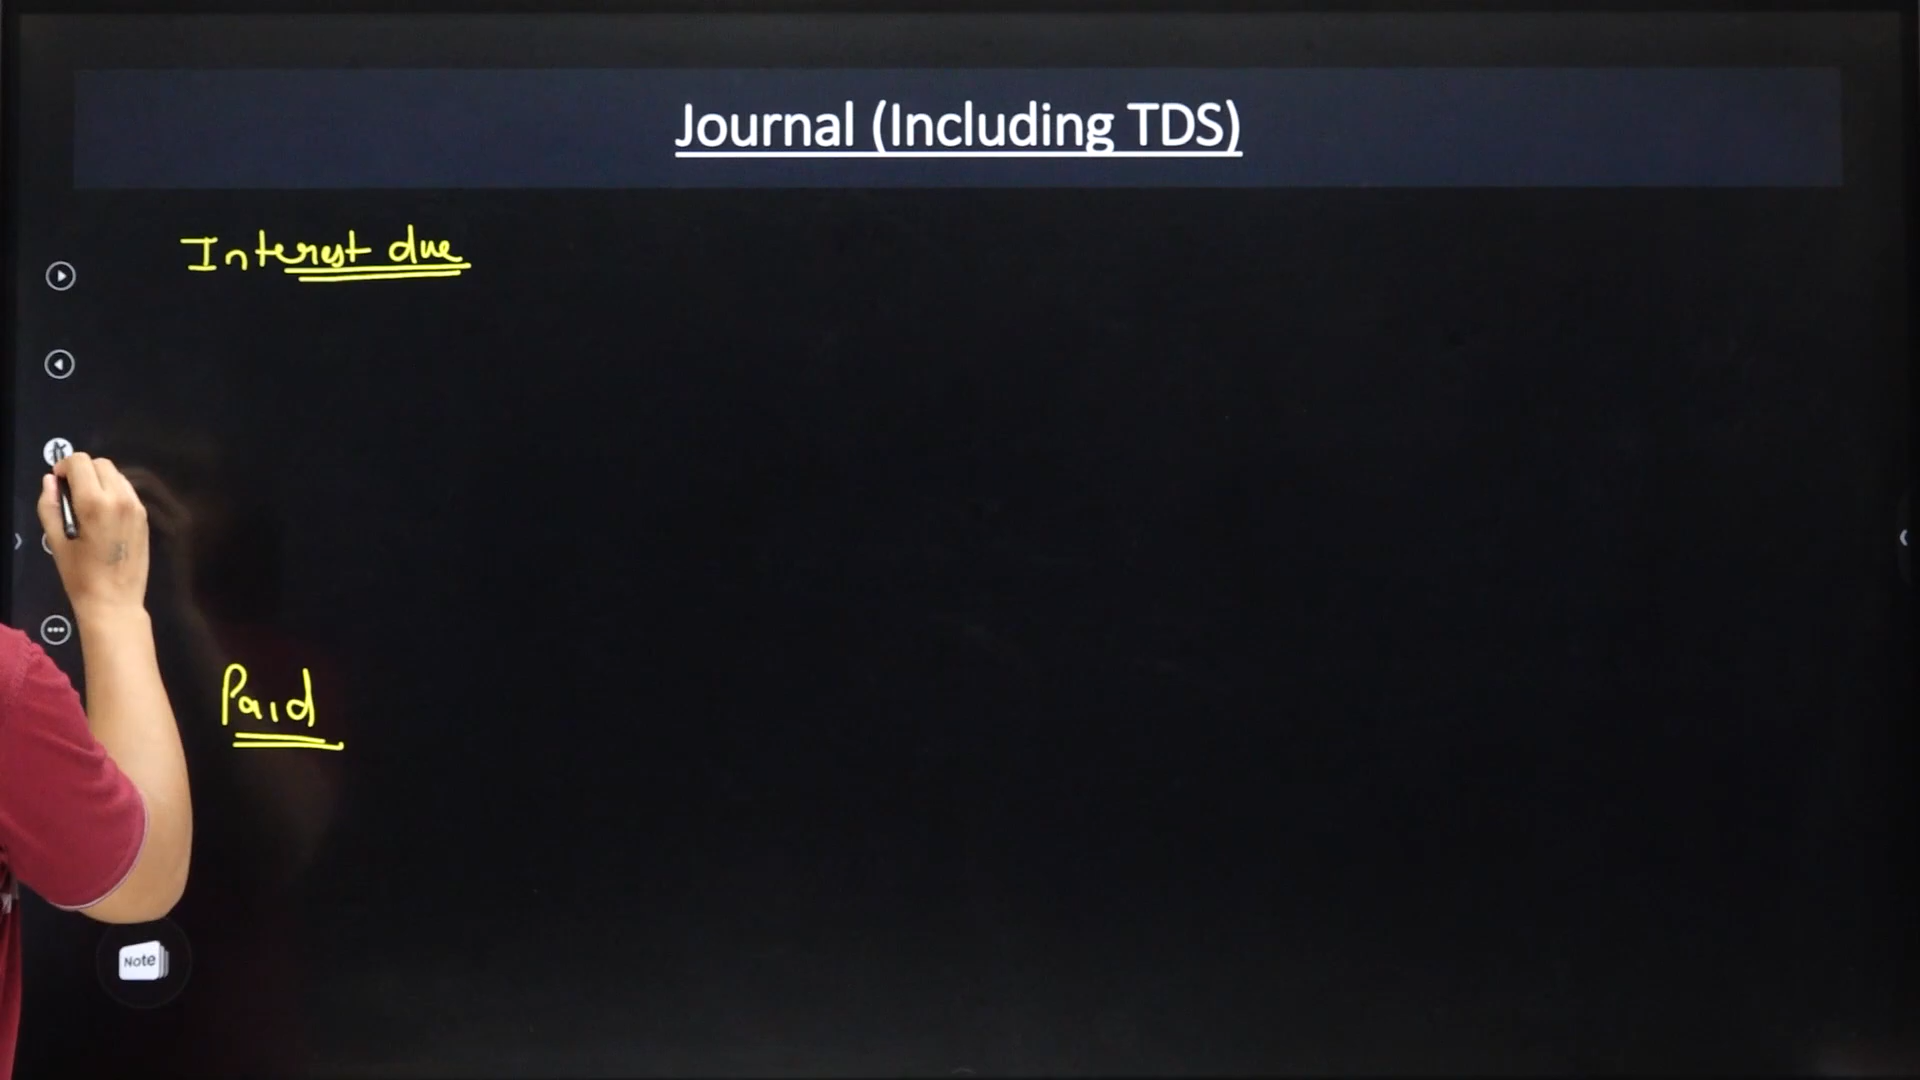 Journal (Including TDS)
Interest due
Paid
Note